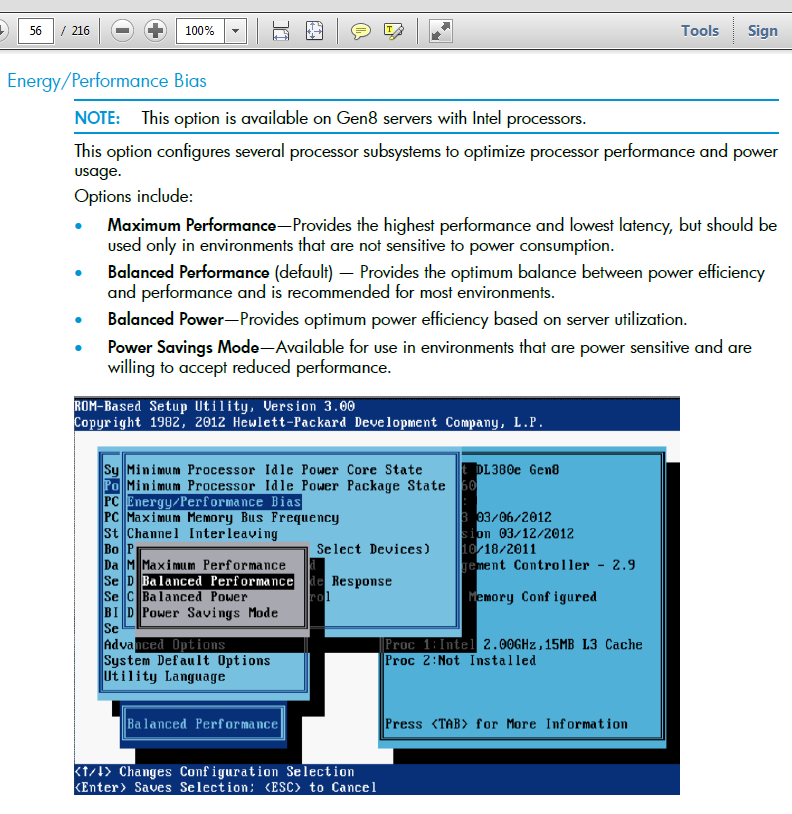 56 / 216 100% Tools Sign
Energy/Performance Bias
NOTE: This option is available on Gen8 servers with Intel processors.
This option configures several processor subsystems to optimize processor performance and power
usage.
Options include:
• Maximum Performance—Provides the highest performance and lowest latency, but should be
used only in environments that are not sensitive to power consumption.
• Balanced Performance (default) — Provides the optimum balance between power efficiency
and performance and is recommended for most environments.
• Balanced Power—Provides optimum power efficiency based on server utilization.
• Power Savings Mode—Available for use in environments that are power sensitive and are
willing to accept reduced performance.
ROM-Based Setup Utility, Version 3.00
Copyright 1982, 2012 Hewlett-Packard Development Company, L.P.
Sy Minimum Processor Idle Power Core State t DL380e Gen8
Po Minimum Processor Idle Power Package State 60
PC Energy/Performance Bias :
PC Maximum Memory Bus Frequency 3 03/06/2012
St Channel Interleaving sion 03/12/2012
Bo P Select Devices) 10/18/2011
Da M Maximum Performance d gement Controller - 2.9
Se D Balanced Performance de Response
Se C Balanced Power rol Memory Configured
BI D Power Savings Mode
Se
Advanced Options Proc 1:Intel 2.00GHz,15MB L3 Cache
System Default Options Proc 2:Not Installed
Utility Language
Balanced Performance Press <TAB> for More Information
<↑/↓> Changes Configuration Selection
<Enter> Saves Selection; <ESC> to Cancel